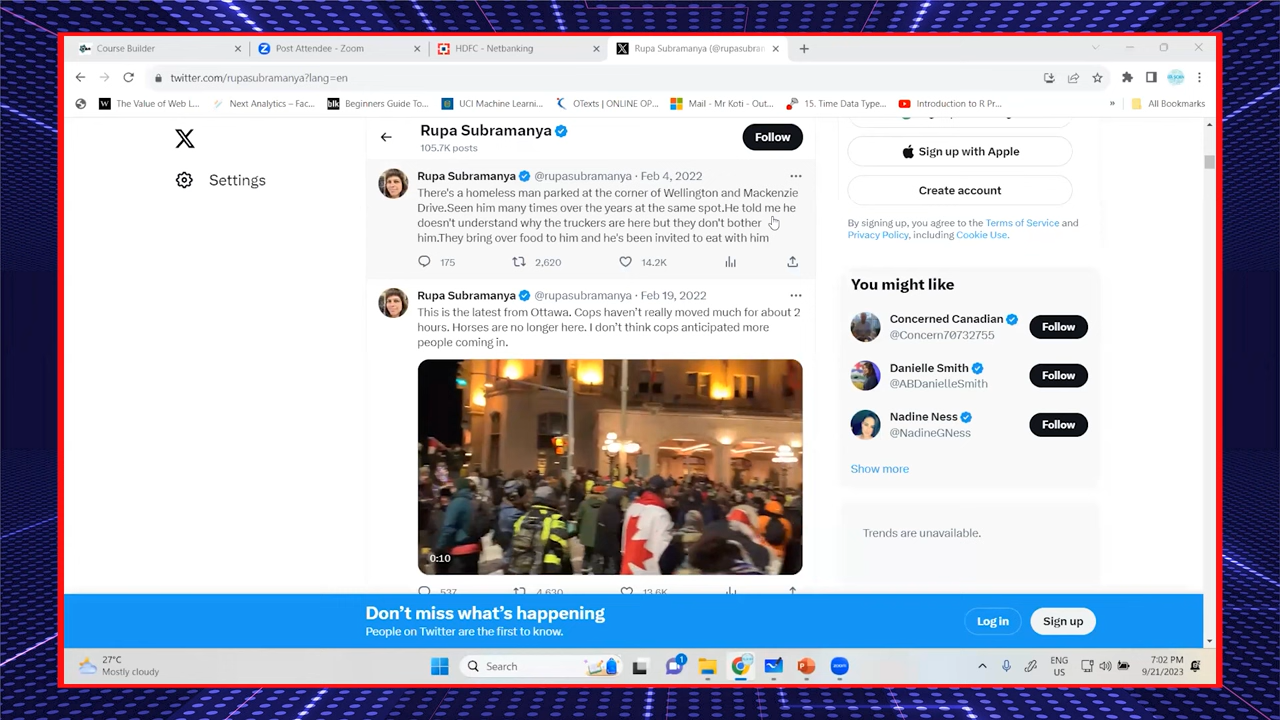 Course Builder
Post Attendee - Zoom
HDFC - Netbanking
Rupa Subramanya (@rupasubran
twitter.com/rupasubramanya?lang=en
The Value of Web L...
Next Analytics – Fac...
Beginners Guide To...
UCI Machine Learni...
OTexts | ONLINE OP...
Mail - Mr Koti - Out...
15. Time Data Type...
Introduction to R Pr...
»
All Bookmarks
Rupa Subramanya
105.7K posts
Follow
Settings
Rupa Subramanya @rupasubramanya · Feb 4, 2022
There's a homeless man parked at the corner of Wellington and Mackenzie
Drive.Seen him many times over the years at the same spot.He told me he
doesn't understand why the truckers are here but they don't bother
him.They bring over food to him and he's been invited to eat with him
175
2,620
14.2K
Rupa Subramanya @rupasubramanya · Feb 19, 2022
This is the latest from Ottawa. Cops haven't really moved much for about 2
hours. Horses are no longer here. I don't think cops anticipated more
people coming in.
0:10
537
4,630
13.6K
Sign up with Apple
Create account
By signing up, you agree to the Terms of Service and
Privacy Policy, including Cookie Use.
You might like
Concerned Canadian
@Concern70732755
Follow
Danielle Smith
@ABDanielleSmith
Follow
Nadine Ness
@NadineGNess
Follow
Show more
Trends are unavailable.
Don't miss what's happening
People on Twitter are the first to know.
Log in
Sign up
27°C
Mostly cloudy
Search
1
ENG
US
7:02 PM
9/21/2023